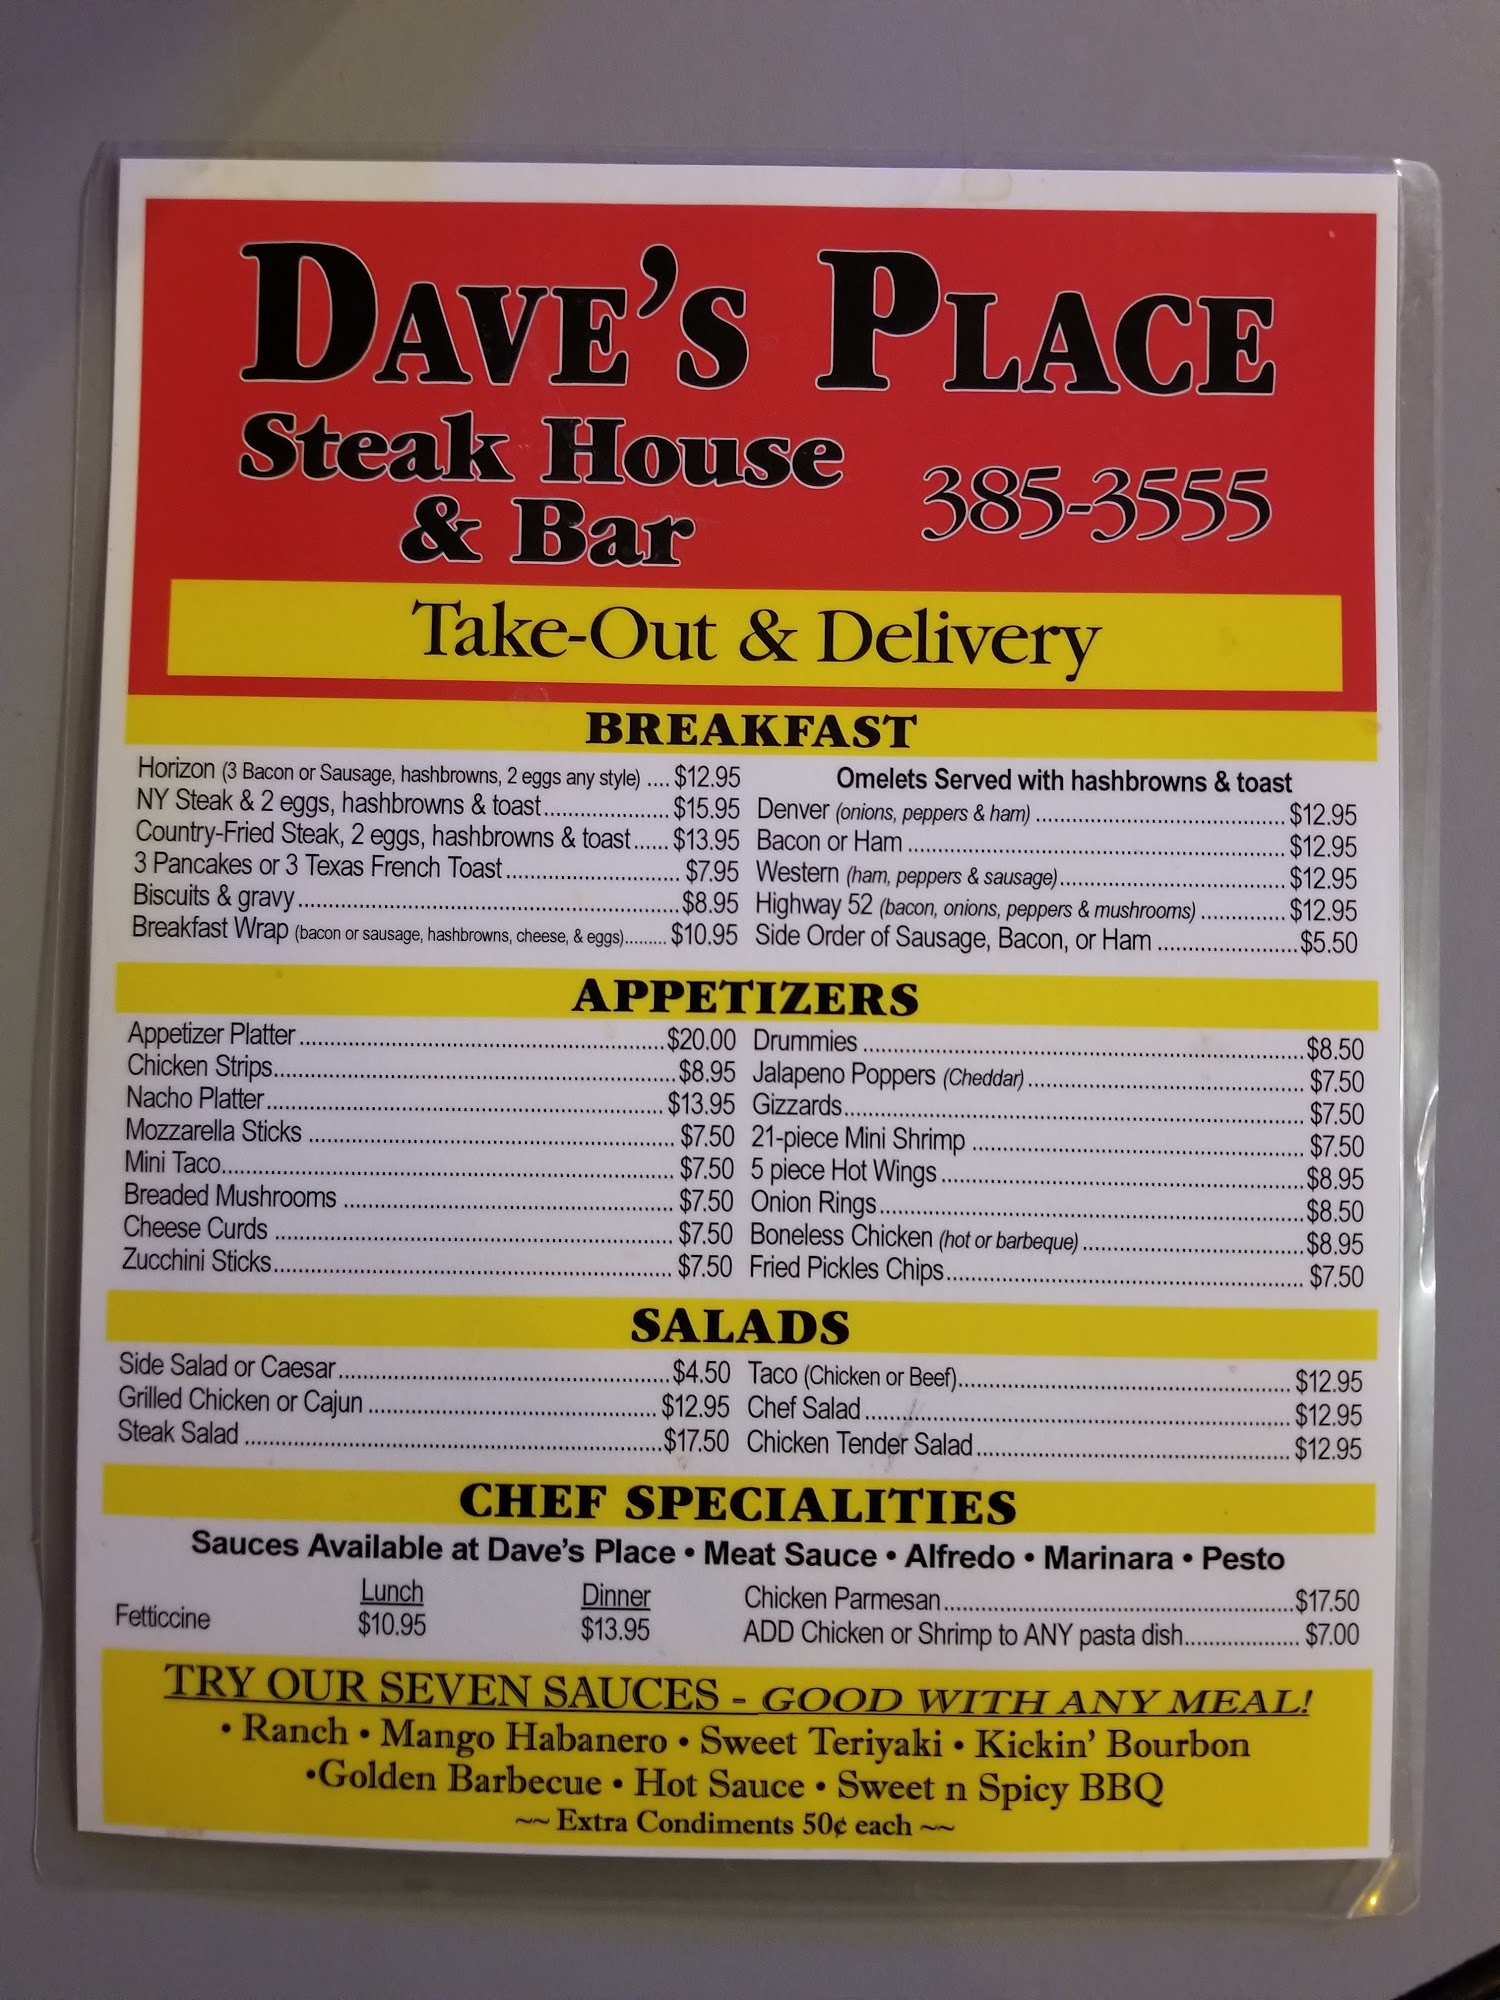 DAVE'S PLACE
Steak House
& Bar
385-3555
Take-Out & Delivery
BREAKFAST
Horizon (3 Bacon or Sausage, hashbrowns, 2 eggs any style) .... $12.95
NY Steak & 2 eggs, hashbrowns & toast...................... $15.95
Country-Fried Steak, 2 eggs, hashbrowns & toast...... $13.95
3 Pancakes or 3 Texas French Toast.............................. $7.95
Biscuits & gravy..................................................................$8.95
Breakfast Wrap (bacon or sausage, hashbrowns, cheese, & eggs)......... $10.95
Omelets Served with hashbrowns & toast
Denver (onions, peppers & ham) ........................................... $12.95
Bacon or Ham ................................................................. $12.95
Western (ham, peppers & sausage)....................................... $12.95
Highway 52 (bacon, onions, peppers & mushrooms) ............... $12.95
Side Order of Sausage, Bacon, or Ham ........................$5.50
APPETIZERS
Appetizer Platter...............................................................$20.00
Chicken Strips.....................................................................$8.95
Nacho Platter.................................................................... $13.95
Mozzarella Sticks ............................................................... $7.50
Mini Taco.............................................................................. $7.50
Breaded Mushrooms ......................................................... $7.50
Cheese Curds .................................................................... $7.50
Zucchini Sticks.................................................................... $7.50
Drummies ............................................................................$8.50
Jalapeno Poppers (Cheddar)................................................ $7.50
Gizzards................................................................................$7.50
21-piece Mini Shrimp ......................................................... $7.50
5 piece Hot Wings...............................................................$8.95
Onion Rings..........................................................................$8.50
Boneless Chicken (hot or barbeque).......................................$8.95
Fried Pickles Chips.............................................................. $7.50
SALADS
Side Salad or Caesar..........................................................$4.50
Grilled Chicken or Cajun .................................................. $12.95
Steak Salad ........................................................................$17.50
Taco (Chicken or Beef)......................................................... $12.95
Chef Salad......................................................................... $12.95
Chicken Tender Salad...................................................... $12.95
CHEF SPECIALITIES
Sauces Available at Dave's Place • Meat Sauce • Alfredo • Marinara • Pesto
Lunch Dinner
Fetticcine $10.95 $13.95
Chicken Parmesan.............................................................$17.50
ADD Chicken or Shrimp to ANY pasta dish.................... $7.00
TRY OUR SEVEN SAUCES - GOOD WITH ANY MEAL!
• Ranch • Mango Habanero • Sweet Teriyaki • Kickin' Bourbon
•Golden Barbecue • Hot Sauce • Sweet n Spicy BBQ
~~ Extra Condiments 50¢ each ~~